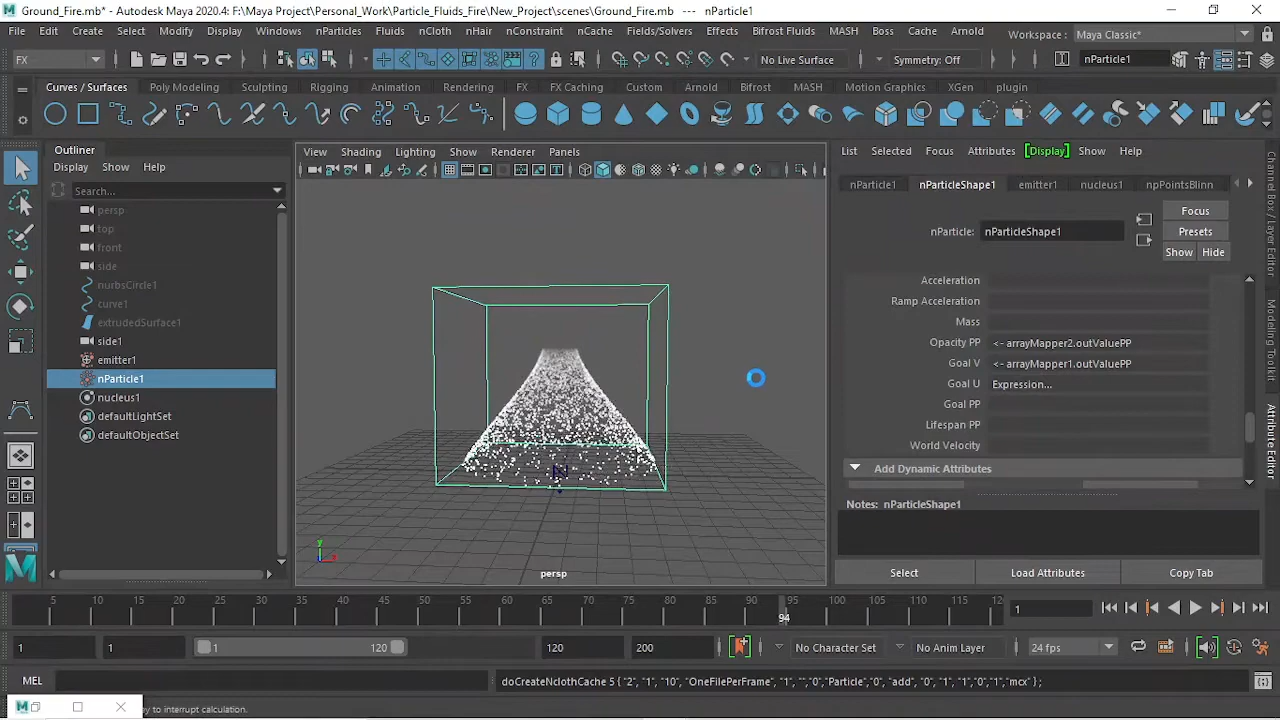 Ground_Fire.mb* - Autodesk Maya 2020.4: F:\Maya Project\Personal_Work\Particle_Fluids_Fire\New_Project\scenes\Ground_Fire.mb --- nParticle1
File Edit Create Select Modify Display Windows nParticles Fluids nCloth nHair nConstraint nCache Fields/Solvers Effects Bifrost Fluids MASH Boss Cache Arnold Workspace : Maya Classic*
FX No Live Surface Symmetry: Off nParticle1
Curves / Surfaces Poly Modeling Sculpting Rigging Animation Rendering FX FX Caching Custom Arnold Bifrost MASH Motion Graphics XGen plugin
Outliner
Display Show Help
Search...
persp
top
front
side
nurbsCircle1
curve1
extrudedSurface1
side1
emitter1
nParticle1
nucleus1
defaultLightSet
defaultObjectSet
View Shading Lighting Show Renderer Panels
persp
List Selected Focus Attributes Display Show Help
nParticle1 nParticleShape1 emitter1 nucleus1 npPointsBlinn
nParticle: nParticleShape1
Focus
Presets
Show Hide
Acceleration
Ramp Acceleration
Mass
Opacity PP <- arrayMapper2.outValuePP
Goal V <- arrayMapper1.outValuePP
Goal U Expression...
Goal PP
Lifespan PP
World Velocity
Add Dynamic Attributes
Notes: nParticleShape1
Select Load Attributes Copy Tab
Channel Box / Layer Editor
Modeling Toolkit
Attribute Editor
5 10 15 20 25 30 35 40 45 50 55 60 65 70 75 80 85 90 95 100 105 110 115 120
94
1
1 1 1 120 120 200 No Character Set No Anim Layer 24 fps
MEL doCreateNclothCache 5 { "2", "1", "10", "OneFilePerFrame", "1", "","0","Particle","0", "add", "0", "1", "1","0","1","mcx" } ;
to interrupt calculation.